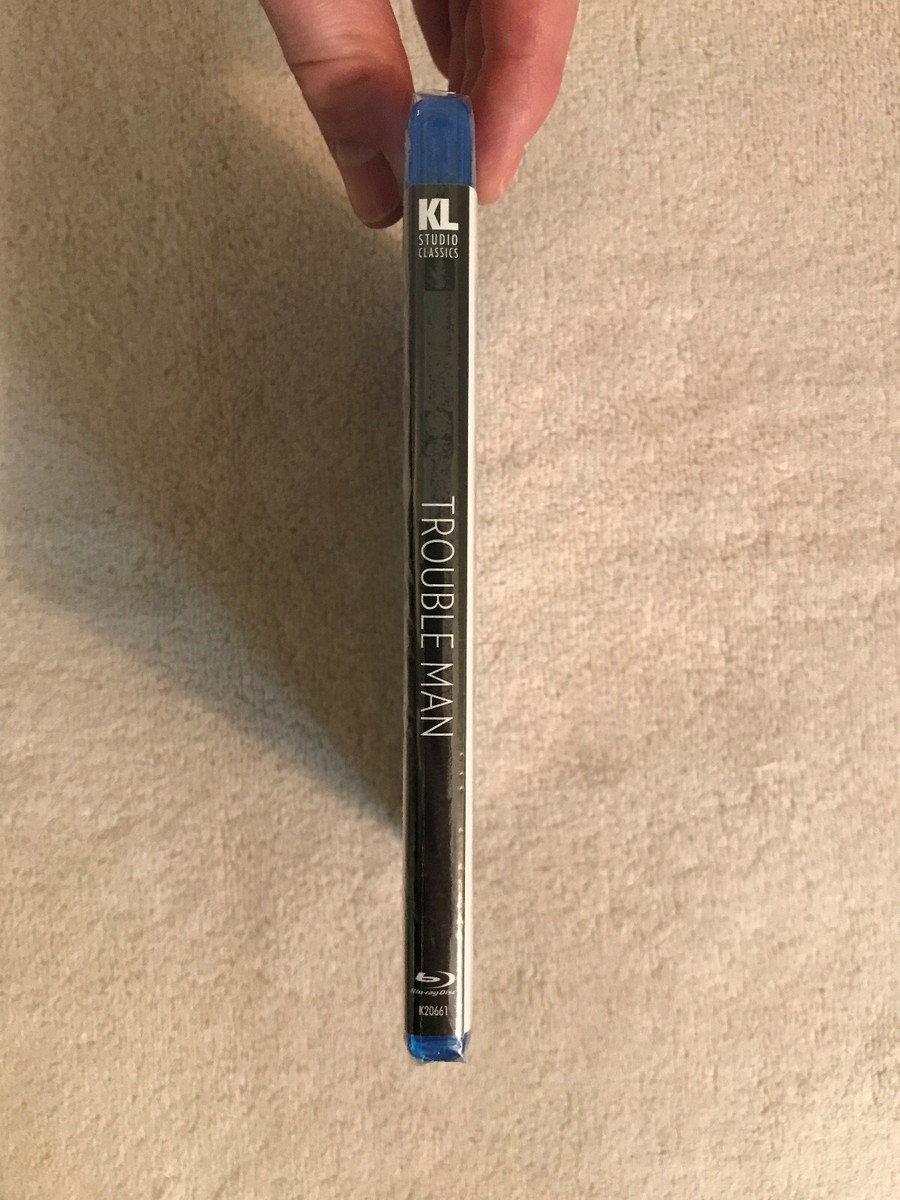 KL
STUDIO
CLASSICS
TROUBLE MAN
Blu-ray Disc
K20661